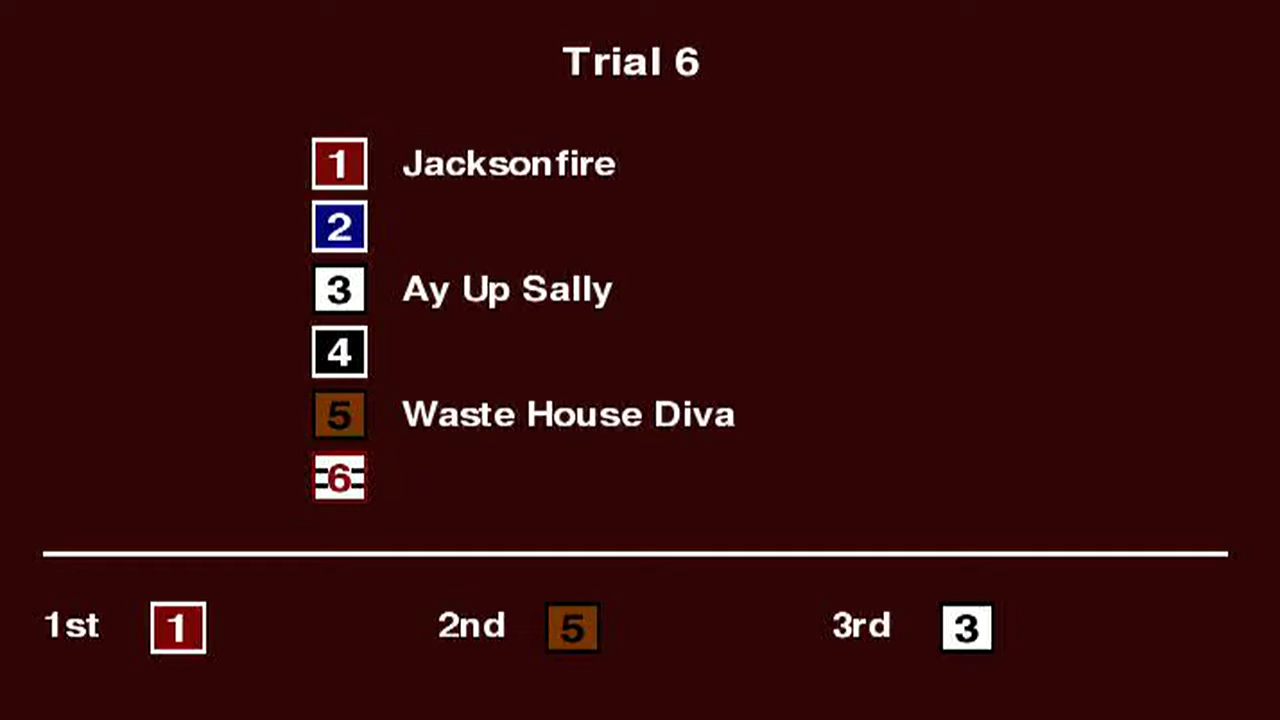 Trial 6
1 Jacksonfire
2
3 Ay Up Sally
4
5 Waste House Diva
6
1st 1 2nd 5 3rd 3